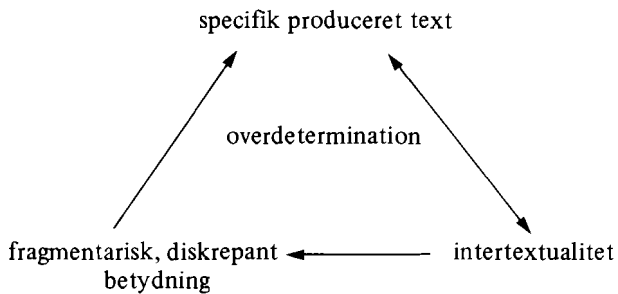 specifik produceret text
overdetermination
fragmentarisk, diskrepant
betydning
intertextualitet